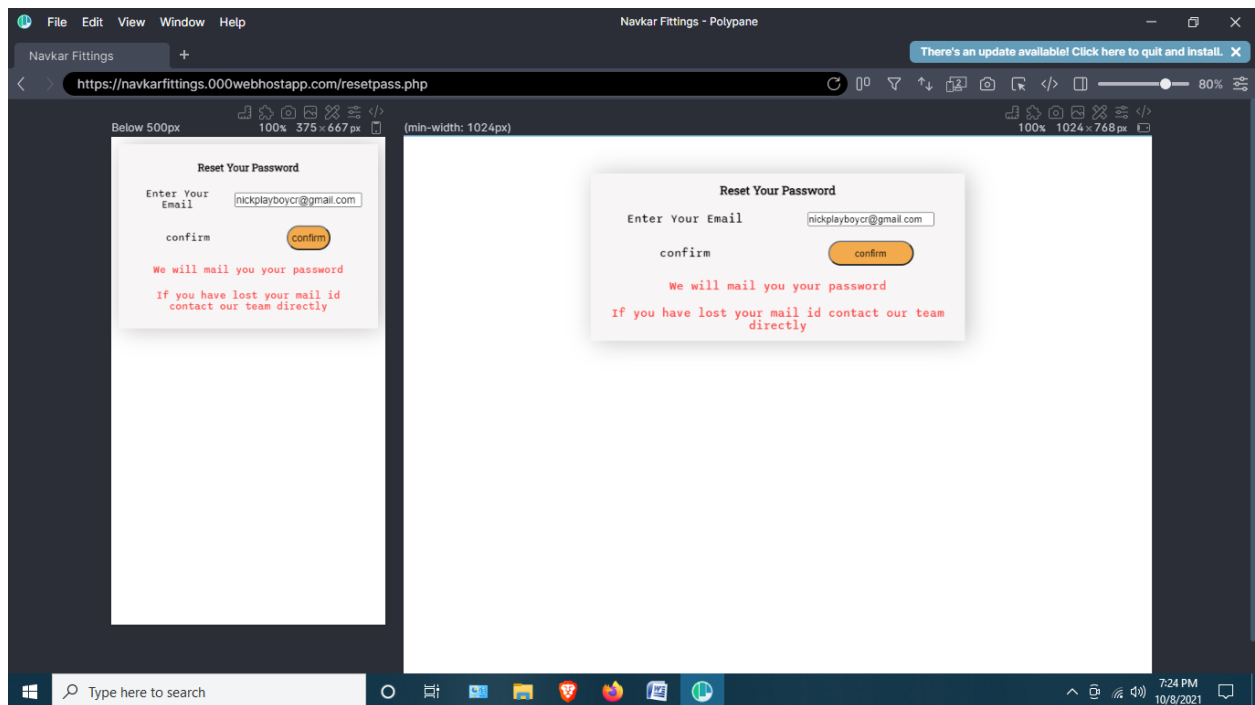 File Edit View Window Help
Navkar Fittings - Polypane
Navkar Fittings
There's an update available! Click here to quit and install. X
https://navkarfittings.000webhostapp.com/resetpass.php
80%
Below 500px
100% 375×667 px
(min-width: 1024px)
100% 1024×768 px
Reset Your Password
Enter Your
Email
nickplayboycr@gmail.com
confirm
confirm
We will mail you your password
If you have lost your mail id
contact our team directly
Reset Your Password
Enter Your Email
nickplayboycr@gmail.com
confirm
confirm
We will mail you your password
If you have lost your mail id contact our team
directly
Type here to search
7:24 PM
10/8/2021